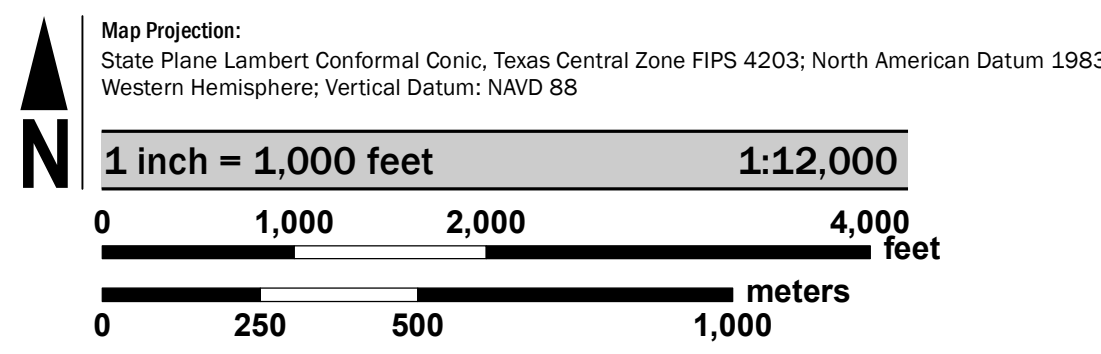 Map Projection:
State Plane Lambert Conformal Conic, Texas Central Zone FIPS 4203; North American Datum 1983
Western Hemisphere; Vertical Datum: NAVD 88
N
1 inch = 1,000 feet 1:12,000
0 1,000 2,000 4,000
feet
meters
0 250 500 1,000